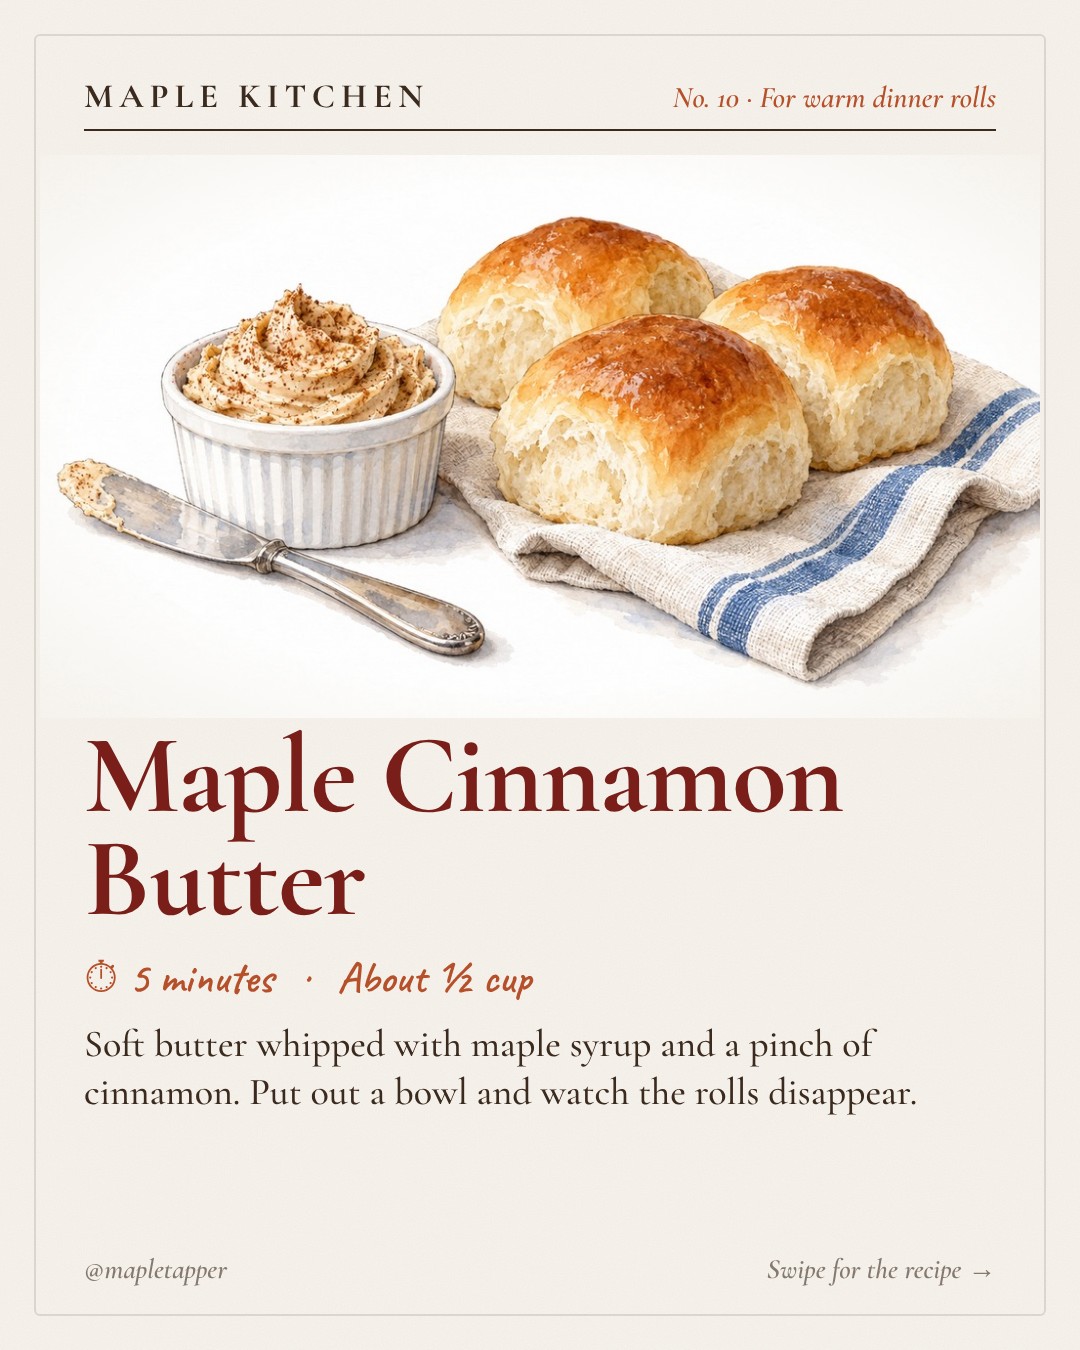 MAPLE KITCHEN
No. 10 · For warm dinner rolls
Maple Cinnamon
Butter
⏱ 5 minutes · About ½ cup
Soft butter whipped with maple syrup and a pinch of
cinnamon. Put out a bowl and watch the rolls disappear.
@mapletapper
Swipe for the recipe →